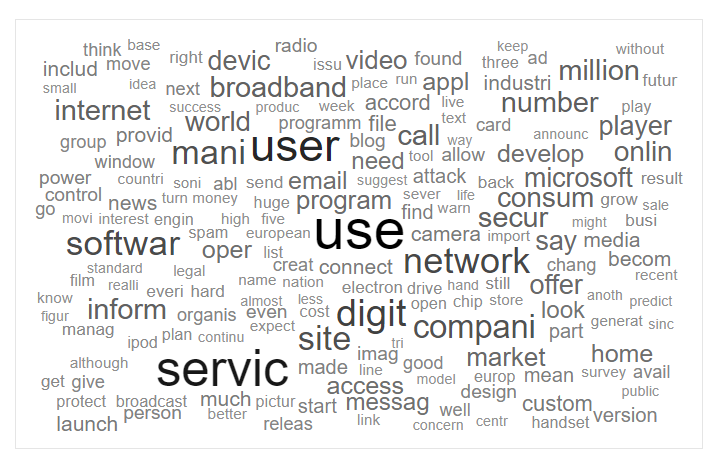 think base radio keep without
includ move right devic issu video found three ad
small idea next broadband place run appl industri million futur
internet success produc week accord live number play
world programm file text card announc player
group provid mani user blog call way develop onlin
window need tool allow
power countri soni abl send email suggest attack back microsoft result
control news turn money huge program sever life consum grow sale
go movi interest engin high five find warn secur might busi
spam european use camera import say media
softwar oper list network chang becom
standard legal creat connect recent
film realli everi hard name nation electron drive hand still offer anoth
know inform almost less digit open chip store look predict
figur organis even cost compani generat sinc
manag ipod plan continu expect site tri part
although servic made imag good market home
get give line model europ mean survey avail
protect broadcast much pictur access messag design custom public
launch person better start well handset version
releas link concern centr